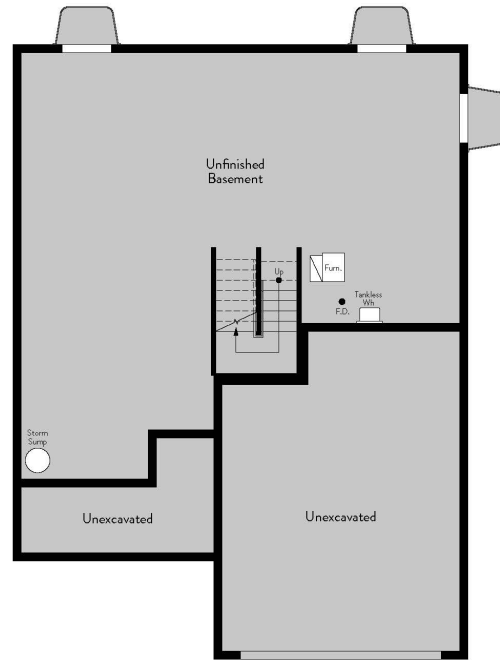 Unfinished
Basement
Up
Furn.
Tankless
Wh
F.D.
Storm
Sump
Unexcavated
Unexcavated